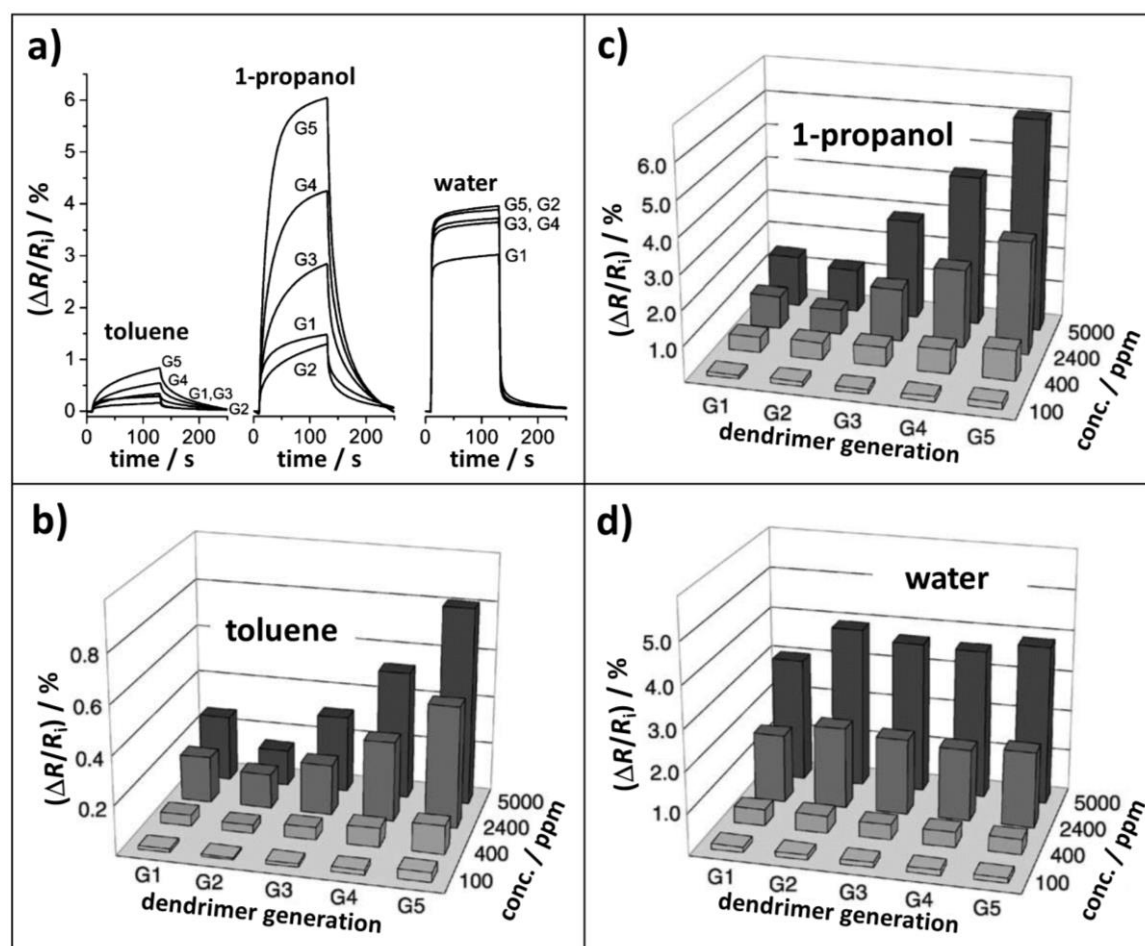 a)
1-propanol
toluene
water
(ΔR/Ri) / %
6
5
4
3
2
1
0
G5
G4
G1,G3
G2
G5
G4
G3
G1
G2
G5, G2
G3, G4
G1
0 100 200
0 100 200
0 100 200
time / s
time / s
time / s
c)
1-propanol
(ΔR/Ri) / %
6.0
5.0
4.0
3.0
2.0
1.0
G1 G2 G3 G4 G5
dendrimer generation
5000
2400
400
100
conc. / ppm
b)
toluene
(ΔR/Ri) / %
0.8
0.6
0.4
0.2
G1 G2 G3 G4 G5
dendrimer generation
5000
2400
400
100
conc. / ppm
d)
water
(ΔR/Ri) / %
5.0
4.0
3.0
2.0
1.0
G1 G2 G3 G4 G5
dendrimer generation
5000
2400
400
100
conc. / ppm